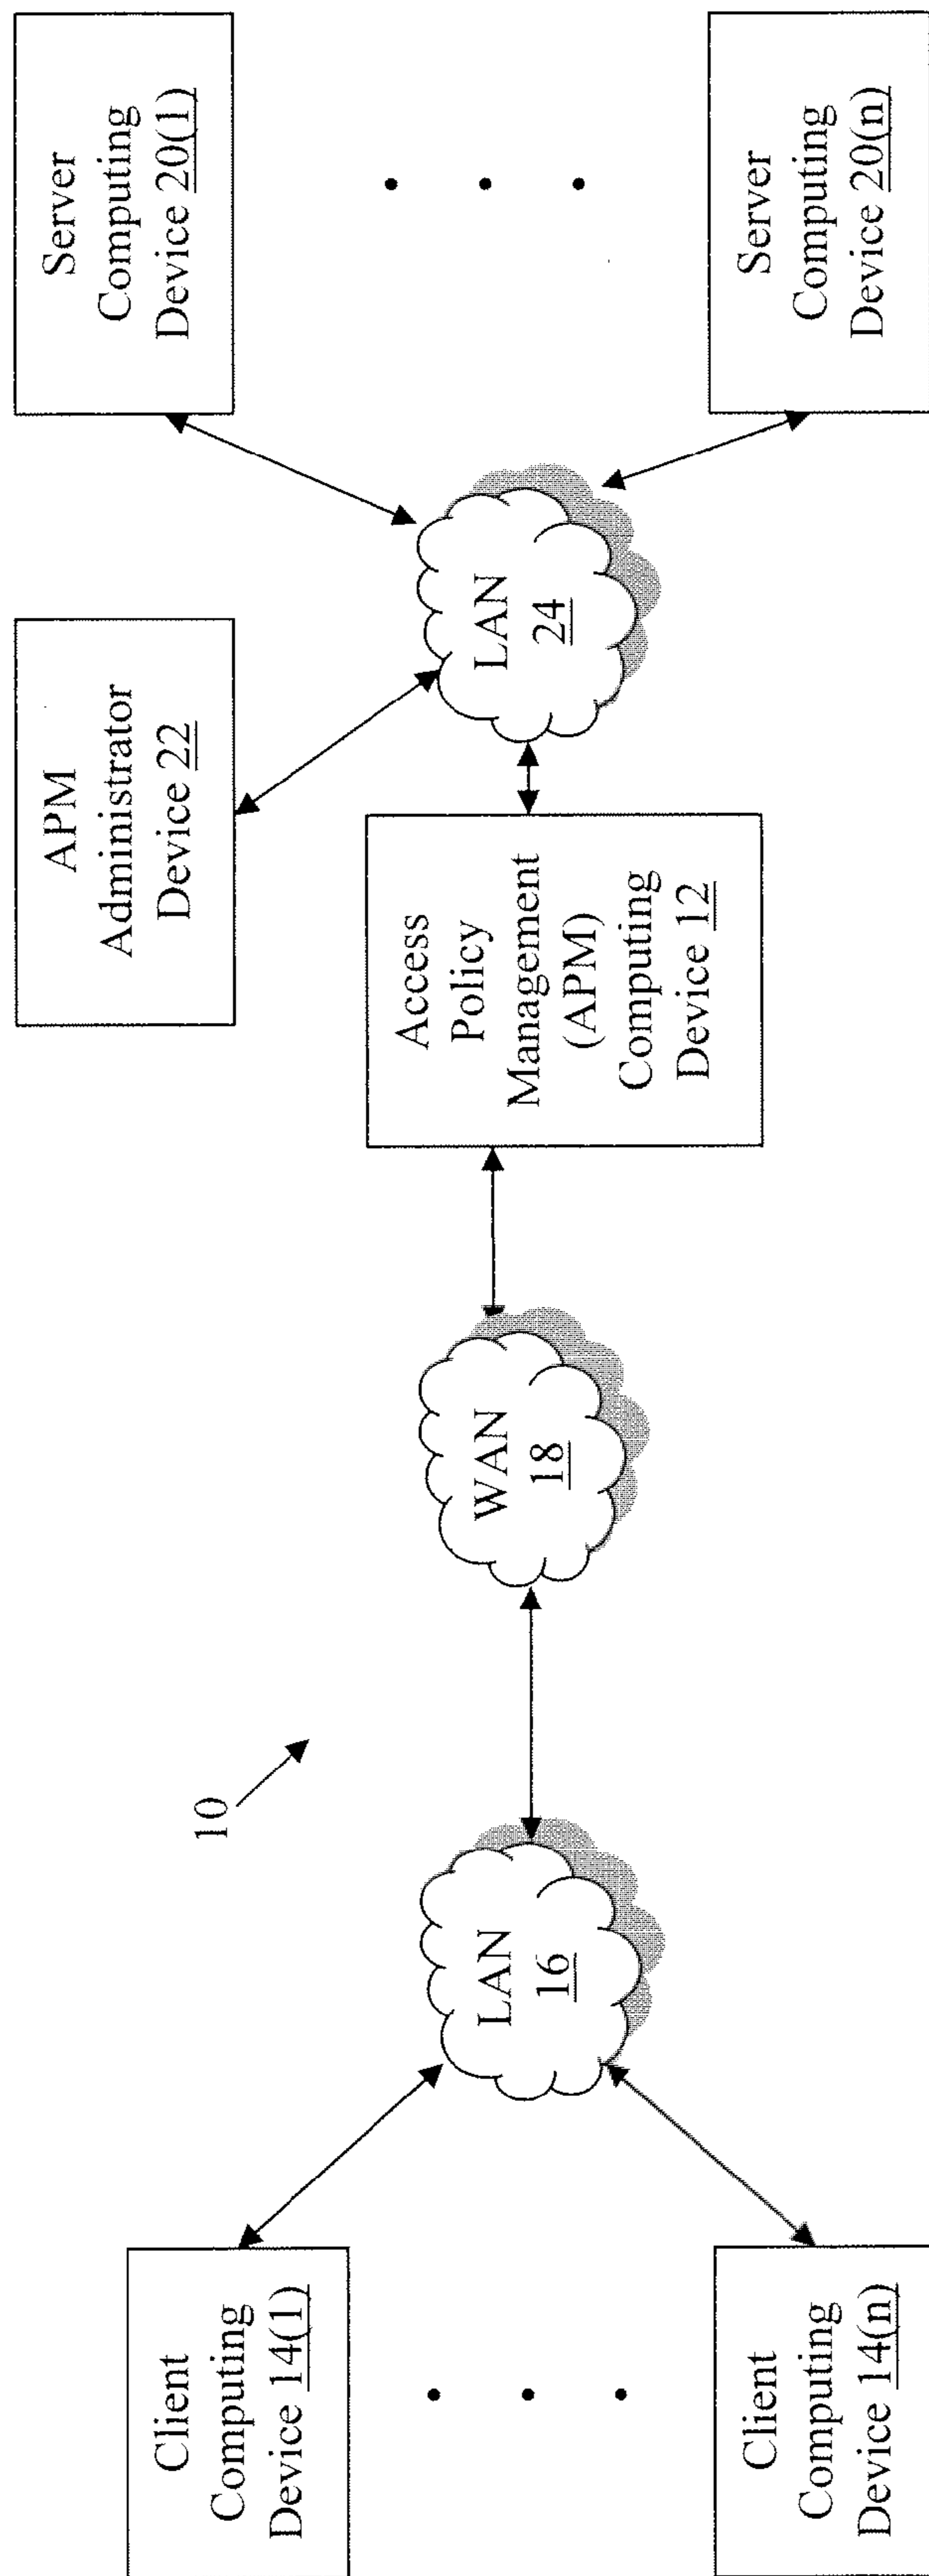 10
Client
Computing
Device 14(1)
Client
Computing
Device 14(n)
LAN
16
WAN
18
Access
Policy
Management
(APM)
Computing
Device 12
LAN
24
APM
Administrator
Device 22
Server
Computing
Device 20(1)
Server
Computing
Device 20(n)